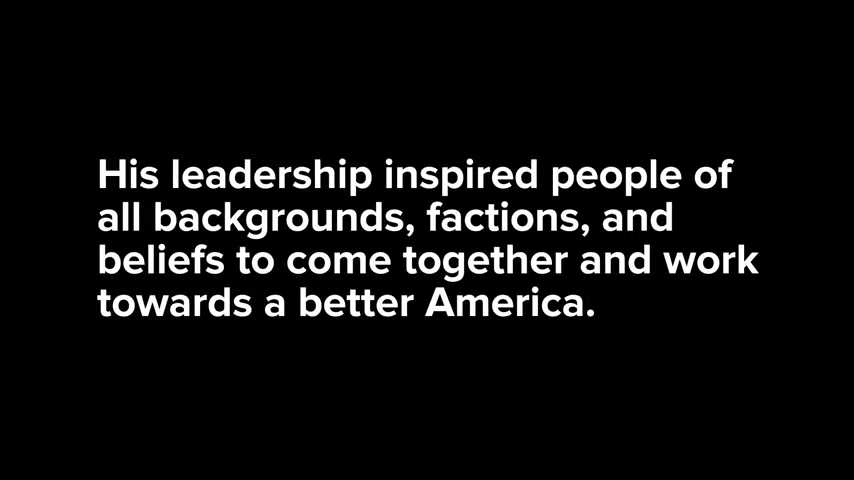 His leadership inspired people of
all backgrounds, factions, and
beliefs to come together and work
towards a better America.